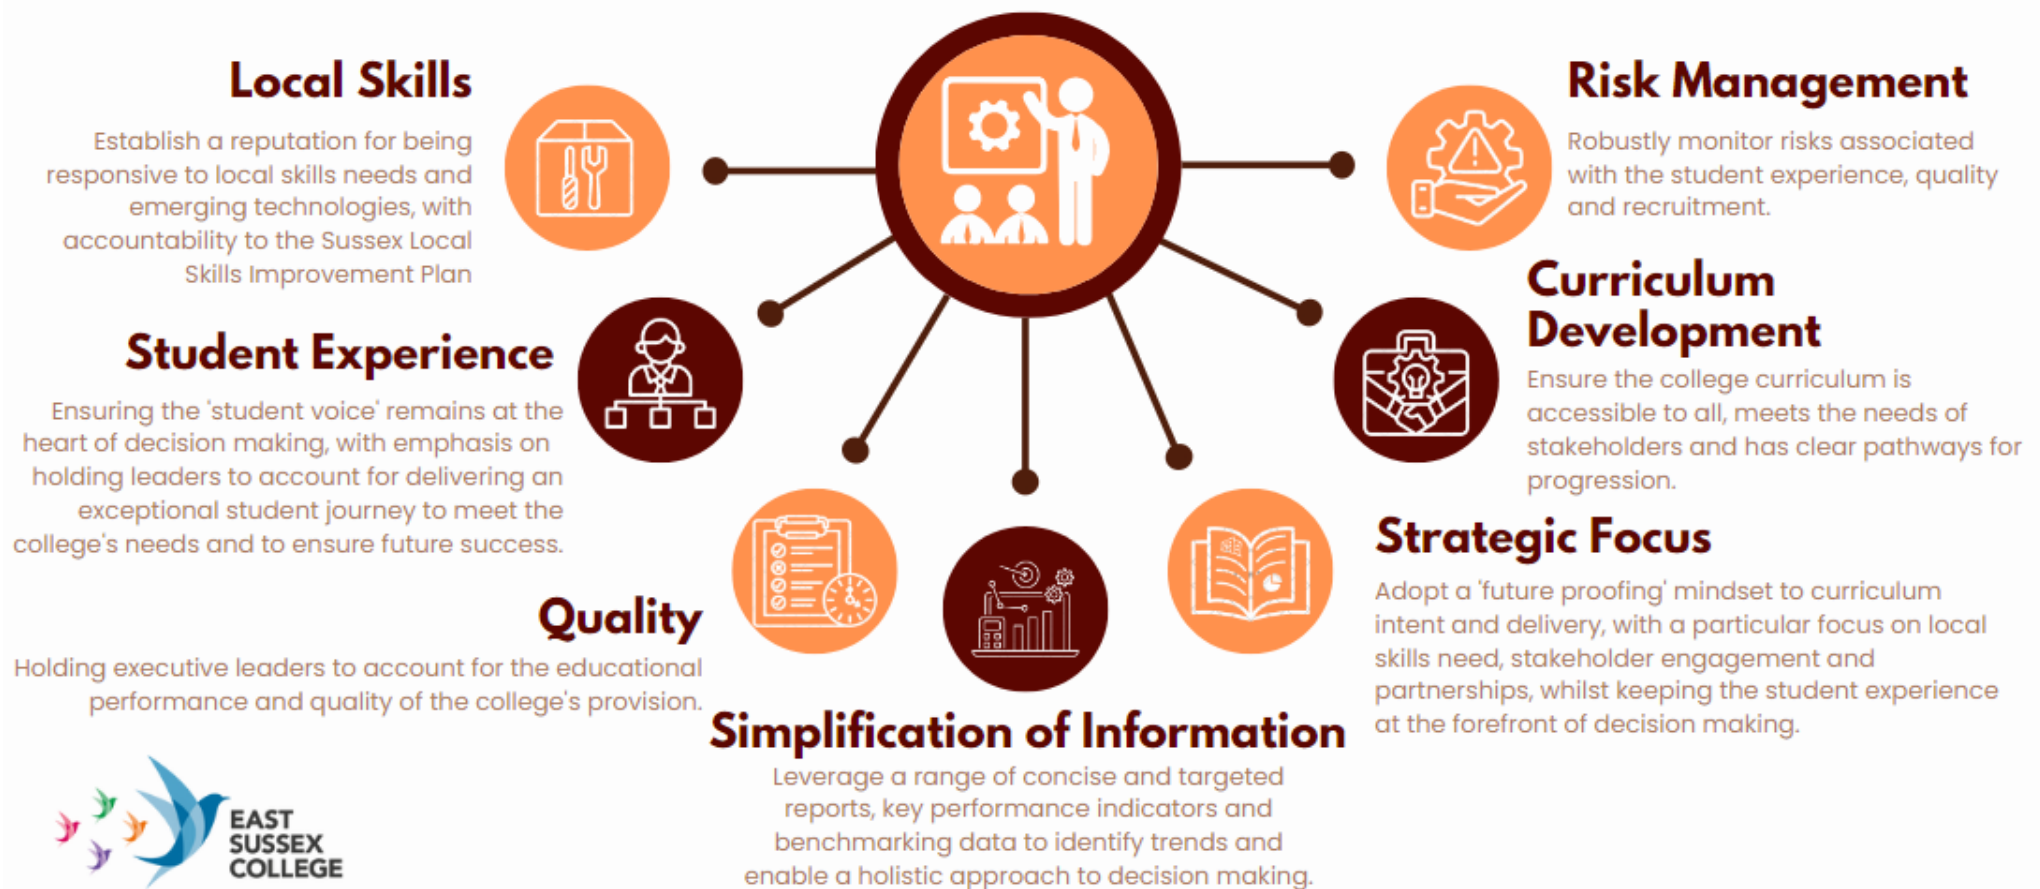 Local Skills
Establish a reputation for being
responsive to local skills needs and
emerging technologies, with
accountability to the Sussex Local
Skills Improvement Plan
Student Experience
Ensuring the 'student voice' remains at the
heart of decision making, with emphasis on
holding leaders to account for delivering an
exceptional student journey to meet the
college's needs and to ensure future success.
Quality
Holding executive leaders to account for the educational
performance and quality of the college's provision.
Simplification of Information
Leverage a range of concise and targeted
reports, key performance indicators and
benchmarking data to identify trends and
enable a holistic approach to decision making.
Strategic Focus
Adopt a 'future proofing' mindset to curriculum
intent and delivery, with a particular focus on local
skills need, stakeholder engagement and
partnerships, whilst keeping the student experience
at the forefront of decision making.
Curriculum
Development
Ensure the college curriculum is
accessible to all, meets the needs of
stakeholders and has clear pathways for
progression.
Risk Management
Robustly monitor risks associated
with the student experience, quality
and recruitment.
EAST
SUSSEX
COLLEGE